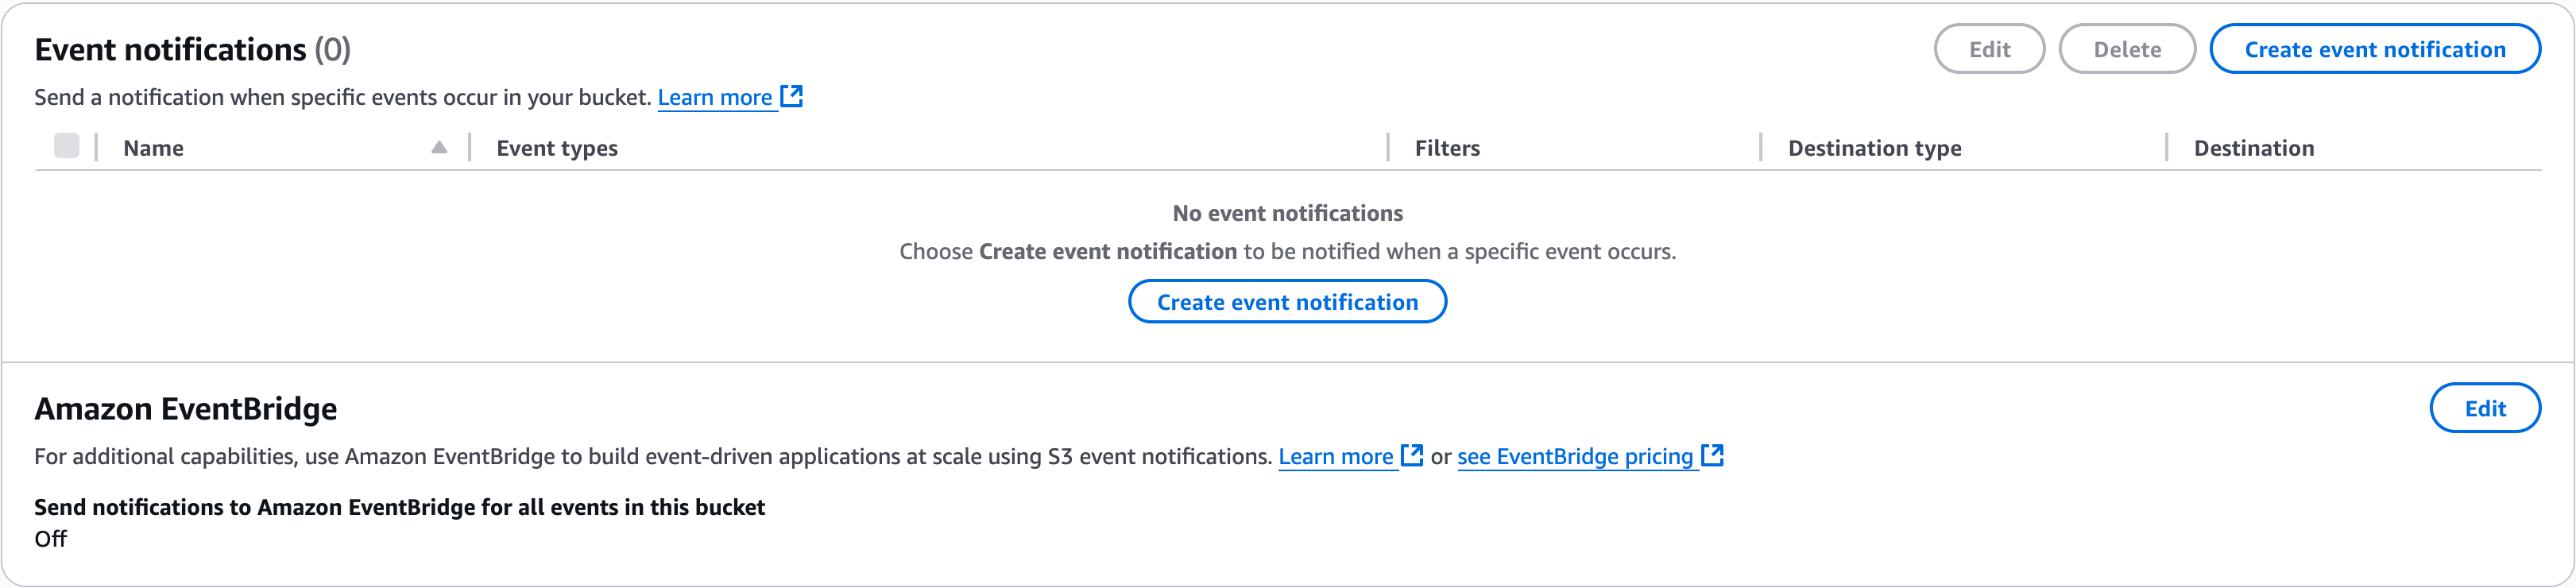 Event notifications (0)
Edit
Delete
Create event notification
Send a notification when specific events occur in your bucket. Learn more
Name
Event types
Filters
Destination type
Destination
No event notifications
Choose Create event notification to be notified when a specific event occurs.
Create event notification
Amazon EventBridge
Edit
For additional capabilities, use Amazon EventBridge to build event-driven applications at scale using S3 event notifications. Learn more or see EventBridge pricing
Send notifications to Amazon EventBridge for all events in this bucket
Off